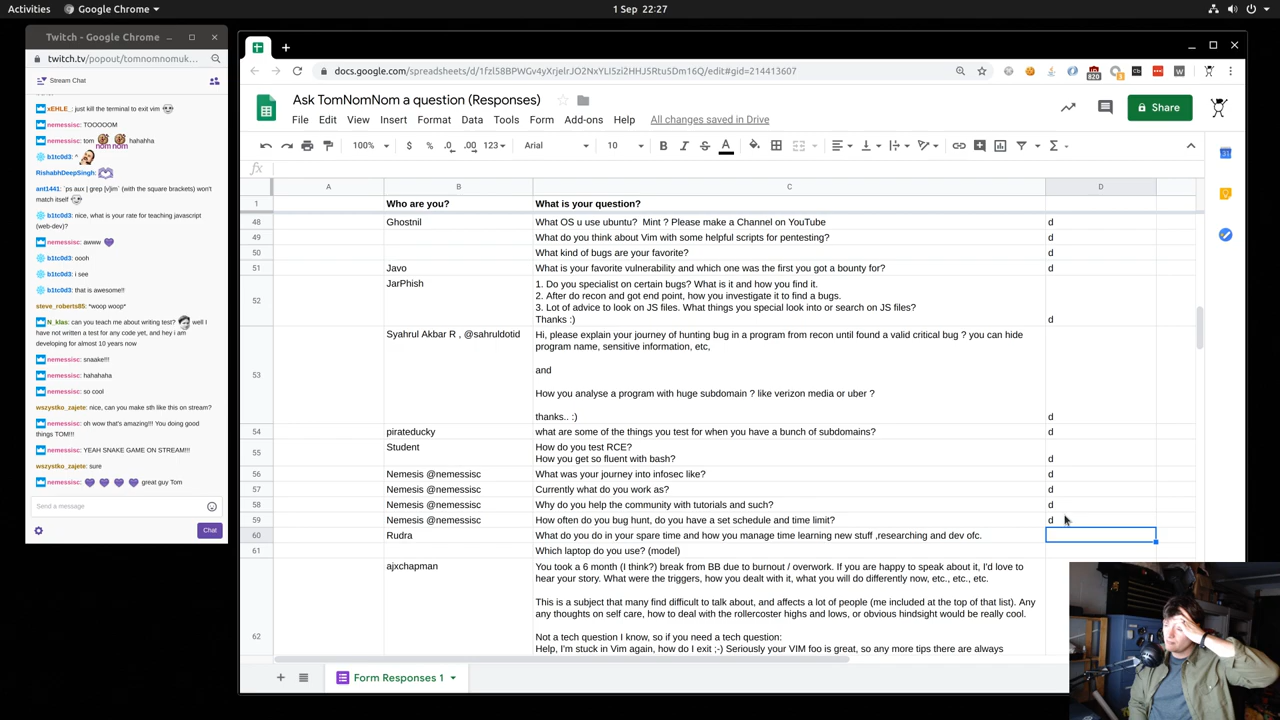 Activities
Google Chrome
1 Sep 22:27
Twitch - Google Chrome
twitch.tv/popout/tomnomnomuk…
Stream Chat
xEHLE_: just kill the terminal to exit vim
nemessisc: TOOOOOM
nemessisc: tom hahahha
nom nom
b1tc0d3: ^
RishabhDeepSingh:
ant1441: `ps aux | grep [v]im` (with the square brackets) won't
match itself
b1tc0d3: nice, what is your rate for teaching javascript
(web-dev)?
nemessisc: awww
b1tc0d3: oooh
b1tc0d3: i see
b1tc0d3: that is awesome!!
steve_roberts85: *woop woop*
N_klas: can you teach me about writing test? well I
have not written a test for any code yet, and hey i am
developing for almost 10 years now
nemessisc: snaake!!!
nemessisc: hahahaha
nemessisc: so cool
wszystko_zajete: nice, can you make sth like this on stream?
nemessisc: oh wow that's amazing!!! You doing good
things TOM!!!
nemessisc: YEAH SNAKE GAME ON STREAM!!!
wszystko_zajete: sure
nemessisc: great guy Tom
Send a message
Chat
docs.google.com/spreadsheets/d/1fzl58BPWGv4yXrjelrJO2NxYLISzi2HHJ5Rtu5Dm16Q/edit#gid=214413607
820
Ask TomNomNom a question (Responses)
File Edit View Insert Format Data Tools Form Add-ons Help All changes saved in Drive
Share
100% $ % .0 .00 123 Arial 10 B I S A
fx
A B C D
1 Who are you? What is your question?
48 Ghostnil What OS u use ubuntu? Mint ? Please make a Channel on YouTube d
49 What do you think about Vim with some helpful scripts for pentesting? d
50 What kind of bugs are your favorite? d
51 Javo What is your favorite vulnerability and which one was the first you got a bounty for? d
JarPhish 1. Do you specialist on certain bugs? What is it and how you find it.
2. After do recon and got end point, how you investigate it to find a bugs.
52 3. Lot of advice to look on JS files. What things you special look into or search on JS files?
Thanks :) d
Syahrul Akbar R , @sahruldotid Hi, please explain your journey of hunting bug in a program from recon until found a valid critical bug ? you can hide
program name, sensitive information, etc,
53 and
How you analyse a program with huge subdomain ? like verizon media or uber ?
thanks.. :) d
54 pirateducky what are some of the things you test for when you have a bunch of subdomains? d
55 Student How do you test RCE?
How you get so fluent with bash? d
56 Nemesis @nemessisc What was your journey into infosec like? d
57 Nemesis @nemessisc Currently what do you work as? d
58 Nemesis @nemessisc Why do you help the community with tutorials and such? d
59 Nemesis @nemessisc How often do you bug hunt, do you have a set schedule and time limit? d
60 Rudra What do you do in your spare time and how you manage time learning new stuff ,researching and dev ofc.
61 Which laptop do you use? (model)
ajxchapman You took a 6 month (I think?) break from BB due to burnout / overwork. If you are happy to speak about it, I'd love to
hear your story. What were the triggers, how you dealt with it, what you will do differently now, etc., etc., etc.
This is a subject that many find difficult to talk about, and affects a lot of people (me included at the top of that list). Any
any thoughts on self care, how to deal with the rollercoster highs and lows, or obvious hindsight would be really cool.
62 Not a tech question I know, so if you need a tech question:
Help, I'm stuck in Vim again, how do I exit ;-) Seriously your VIM foo is great, so any more tips there are always
Form Responses 1